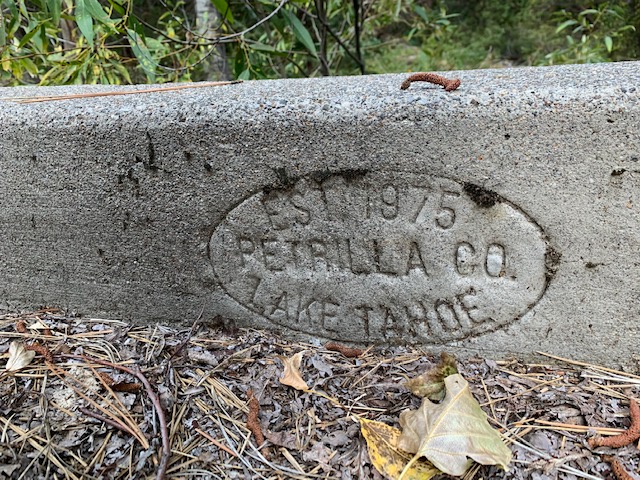 EST 1975
PETRILLA CO.
LAKE TAHOE